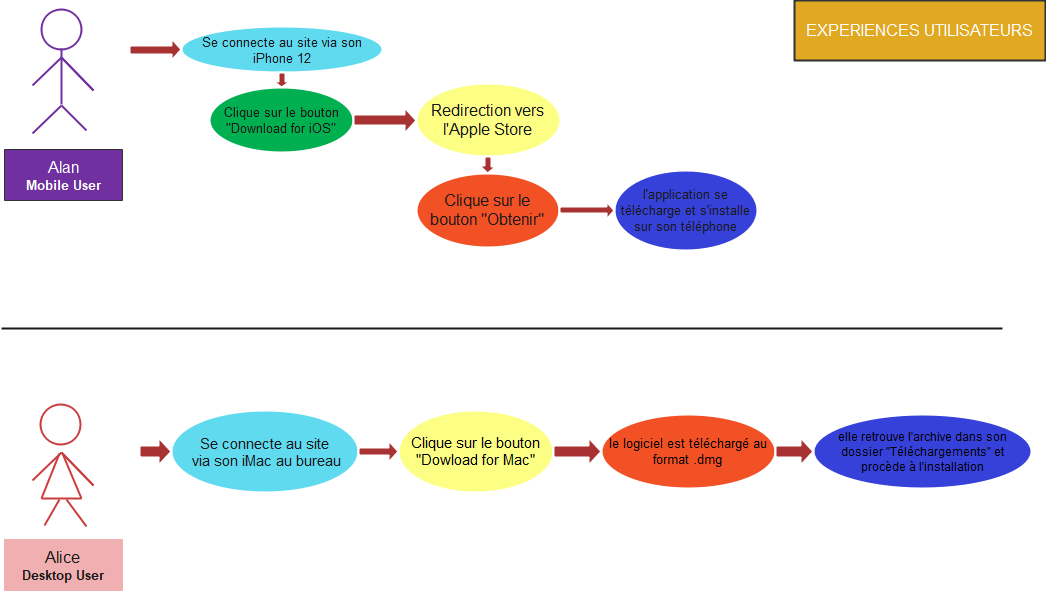 EXPERIENCES UTILISATEURS
Se connecte au site via son
iPhone 12
Clique sur le bouton
"Download for iOS"
Redirection vers
l'Apple Store
Alan
Mobile User
Clique sur le
bouton "Obtenir"
l'application se
télécharge et s'installe
sur son téléphone
Se connecte au site
via son iMac au bureau
Clique sur le bouton
"Dowload for Mac"
le logiciel est téléchargé au
format .dmg
elle retrouve l'archive dans son
dossier "Téléchargements" et
procède à l'installation
Alice
Desktop User